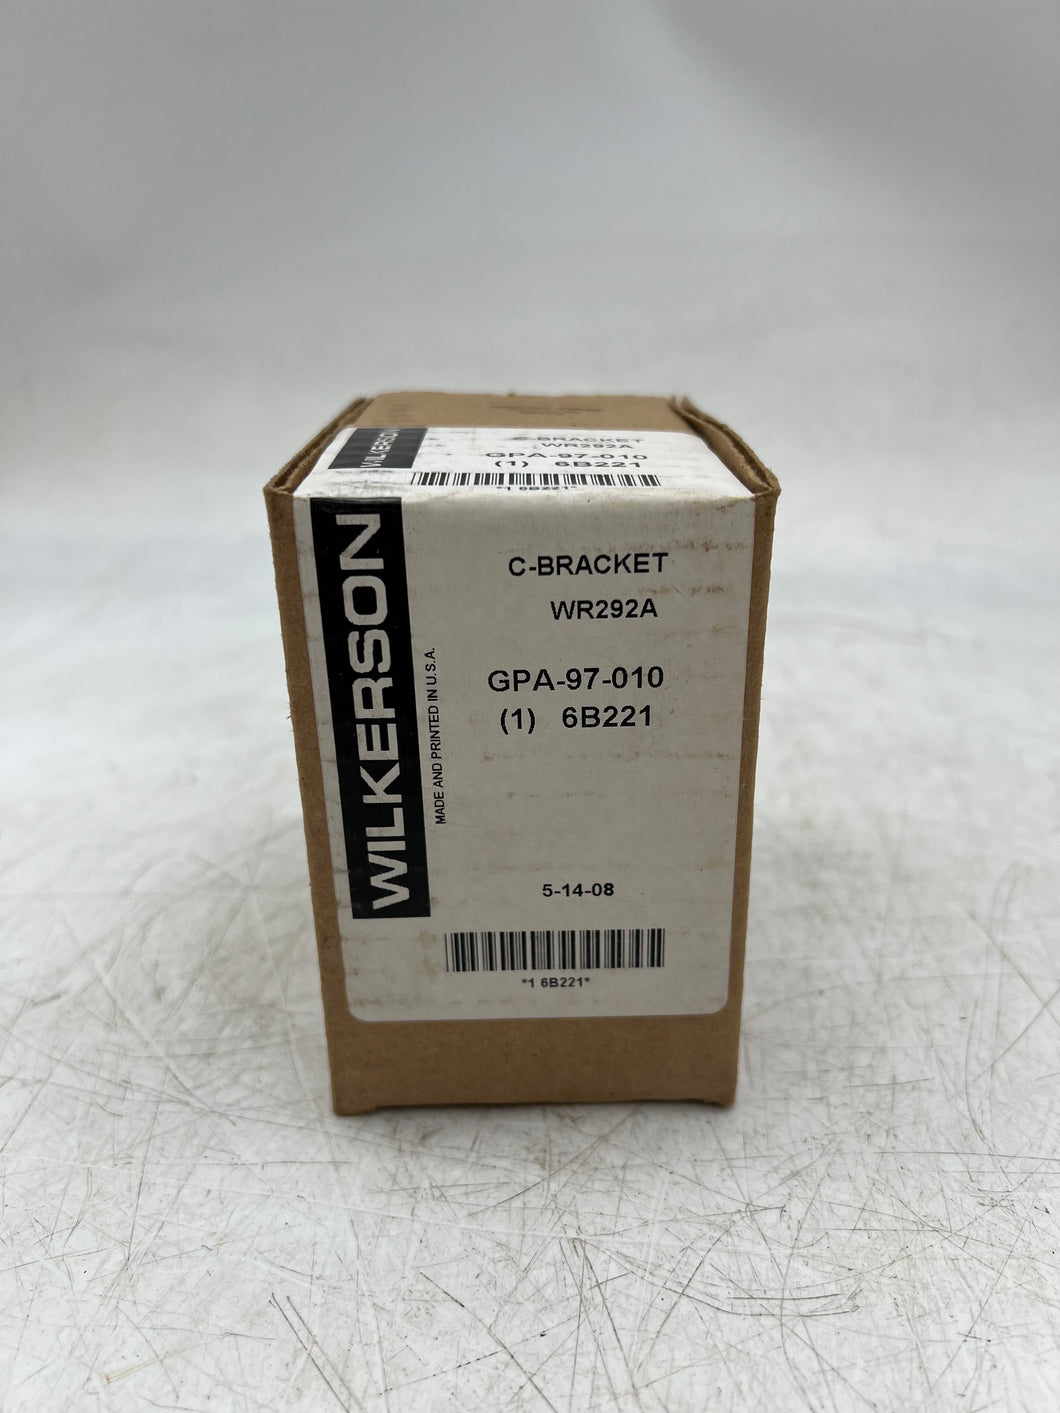 WILKERSON
C-BRACKET
WR292A
GPA-97-010
(1) 6B221
*1 6B221*
WILKERSON
MADE AND PRINTED IN U.S.A.
C-BRACKET
WR292A
GPA-97-010
(1) 6B221
5-14-08
*1 6B221*